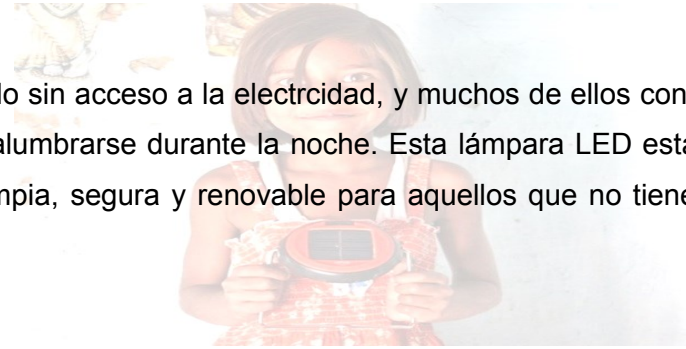 lo sin acceso a la electrcidad, y muchos de ellos con
alumbrarse durante la noche. Esta lámpara LED está
mpia, segura y renovable para aquellos que no tiene